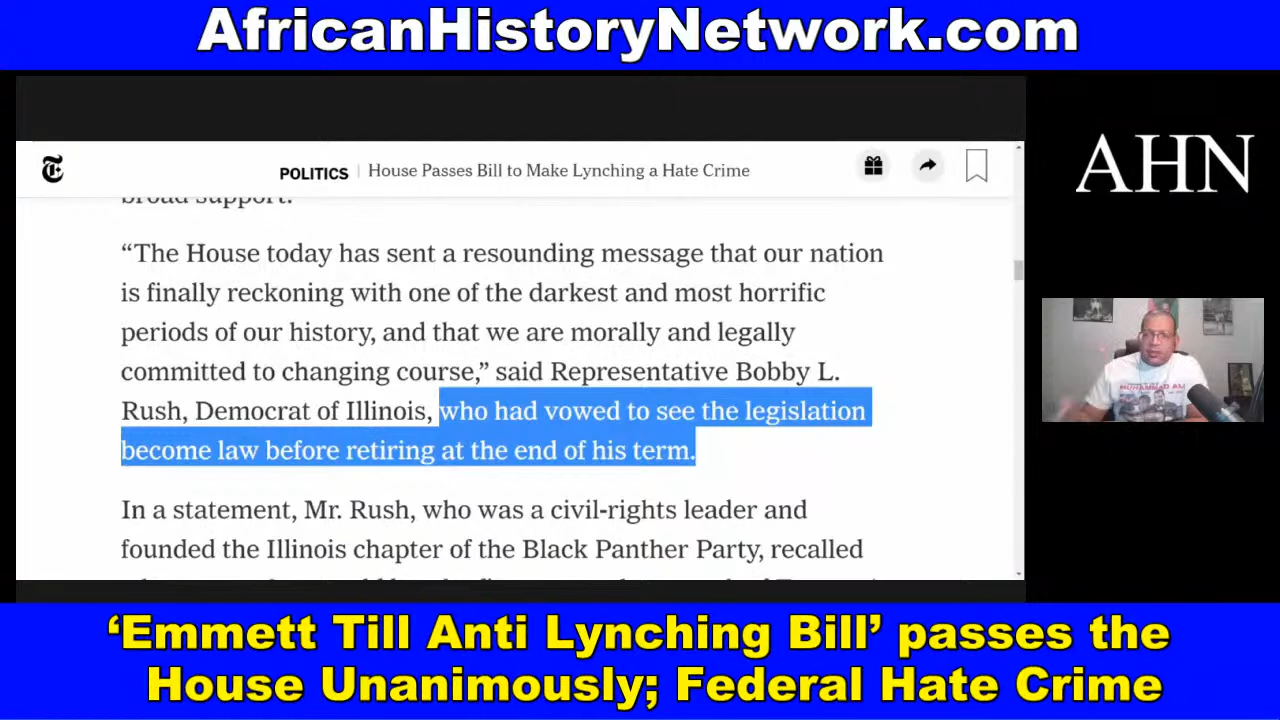 AfricanHistoryNetwork.com
AHN
POLITICS | House Passes Bill to Make Lynching a Hate Crime
broad support.
“The House today has sent a resounding message that our nation
is finally reckoning with one of the darkest and most horrific
periods of our history, and that we are morally and legally
committed to changing course,” said Representative Bobby L.
Rush, Democrat of Illinois, who had vowed to see the legislation
become law before retiring at the end of his term.
In a statement, Mr. Rush, who was a civil-rights leader and
founded the Illinois chapter of the Black Panther Party, recalled
MUHAMMAD ALI
‘Emmett Till Anti Lynching Bill’ passes the
House Unanimously; Federal Hate Crime